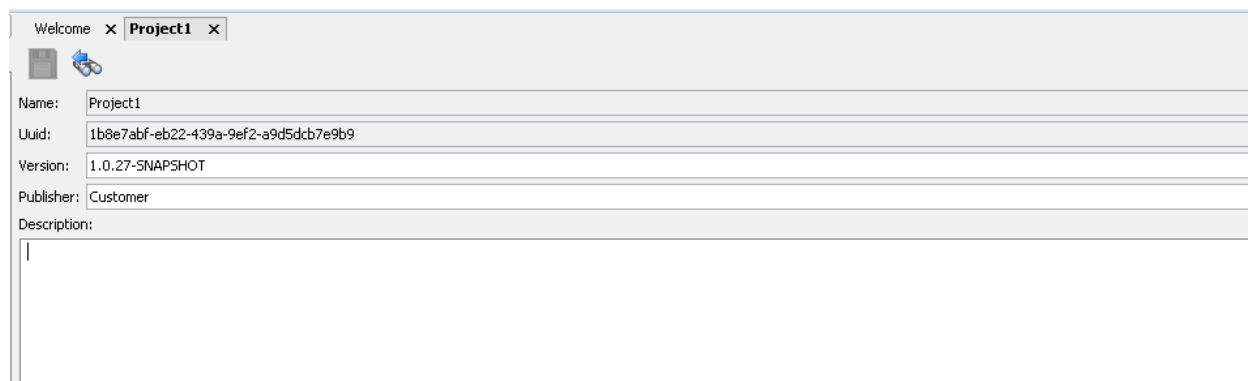 Welcome x Project1 x
Name: Project1
Uuid: 1b8e7abf-eb22-439a-9ef2-a9d5dcb7e9b9
Version: 1.0.27-SNAPSHOT
Publisher: Customer
Description: